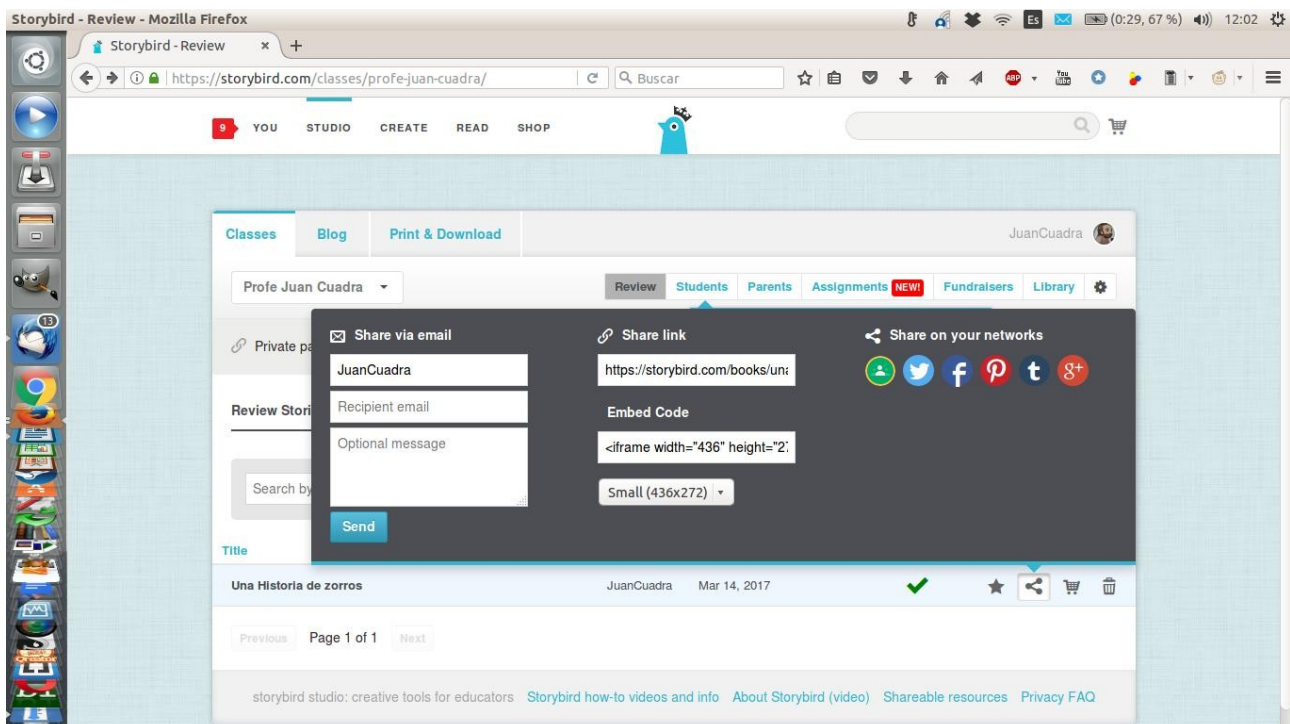 Storybird - Review - Mozilla Firefox
Es (0:29, 67 %) 12:02
Storybird - Review × +
https://storybird.com/classes/profe-juan-cuadra/ Buscar ABP You Tube
9 YOU STUDIO CREATE READ SHOP
Classes Blog Print & Download JuanCuadra
Profe Juan Cuadra Review Students Parents Assignments NEW! Fundraisers Library
13
Private pa
Share via email Share link Share on your networks
JuanCuadra https://storybird.com/books/una
f t g+
Recipient email
Review Stori
Embed Code
Optional message
<iframe width="436" height="2
Search by
Small (436x272)
Send
Title
Una Historia de zorros JuanCuadra Mar 14, 2017
Previous Page 1 of 1 Next
storybird studio: creative tools for educators Storybird how-to videos and info About Storybird (video) Shareable resources Privacy FAQ